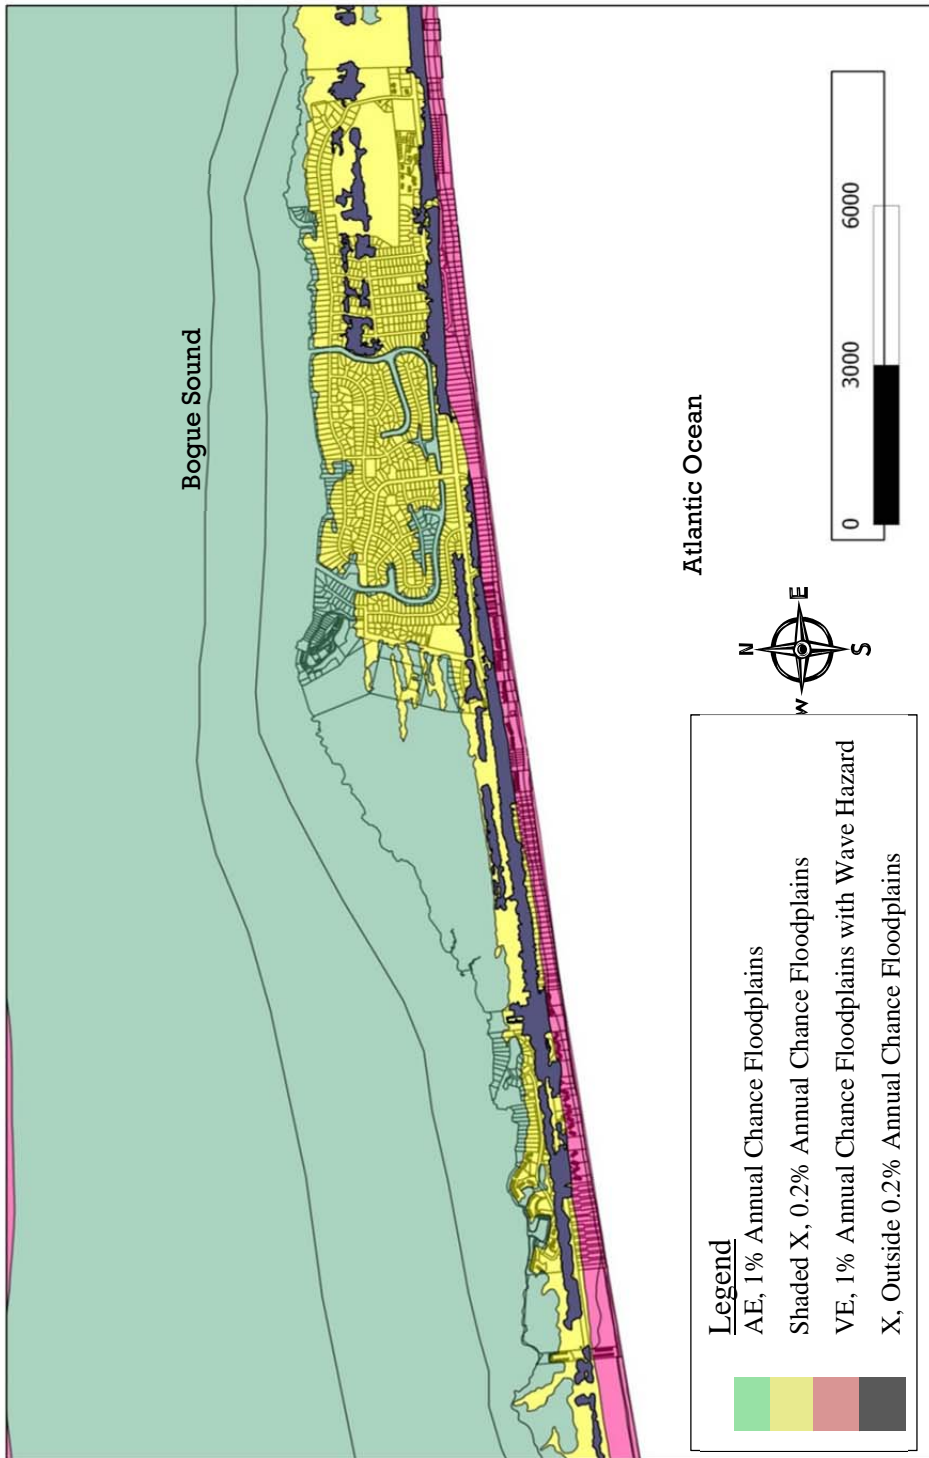 Bogue Sound
Atlantic Ocean
0 3000 6000
N
W E
S
Legend
AE, 1% Annual Chance Floodplains
Shaded X, 0.2% Annual Chance Floodplains
VE, 1% Annual Chance Floodplains with Wave Hazard
X, Outside 0.2% Annual Chance Floodplains